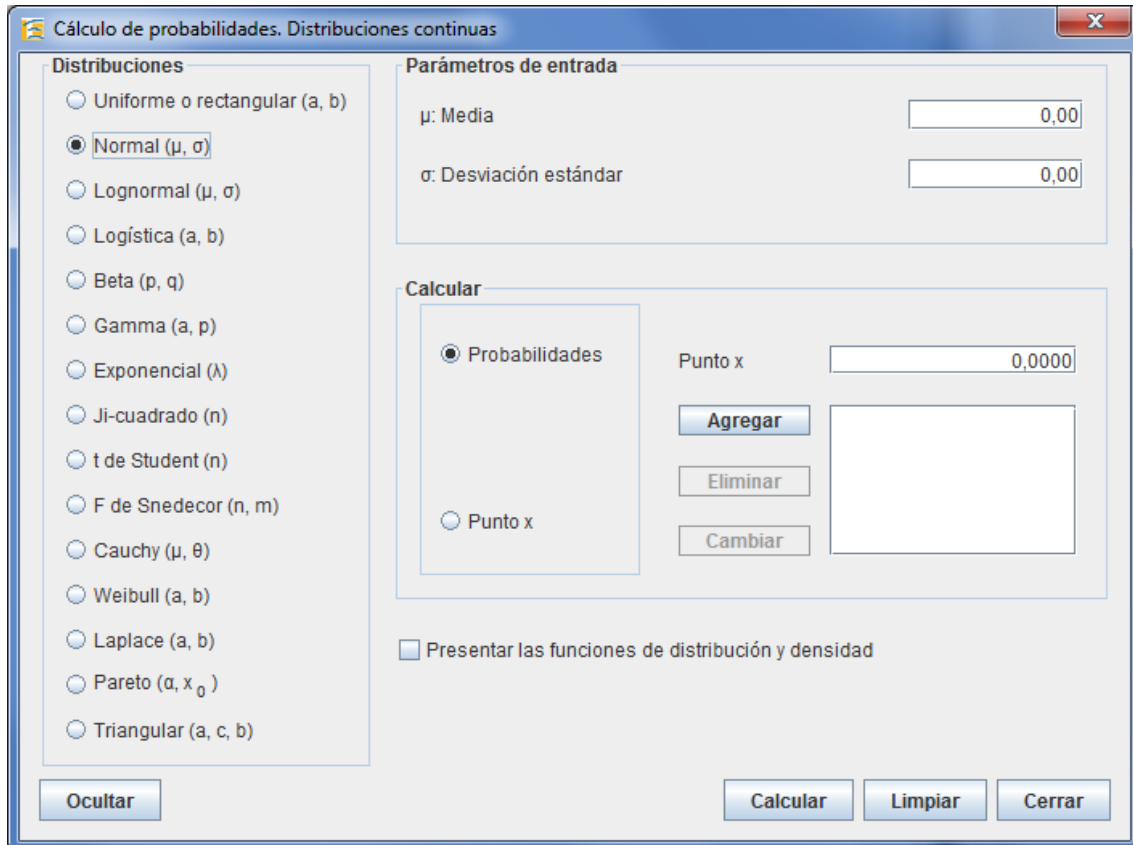 Cálculo de probabilidades. Distribuciones continuas
x
Distribuciones
Uniforme o rectangular (a, b)
Normal (μ, σ)
Lognormal (μ, σ)
Logística (a, b)
Beta (p, q)
Gamma (a, p)
Exponencial (λ)
Ji-cuadrado (n)
t de Student (n)
F de Snedecor (n, m)
Cauchy (μ, θ)
Weibull (a, b)
Laplace (a, b)
Pareto (α, x 0 )
Triangular (a, c, b)
Parámetros de entrada
μ: Media 0,00
σ: Desviación estándar 0,00
Calcular
Probabilidades
Punto x
Punto x 0,0000
Agregar
Eliminar
Cambiar
Presentar las funciones de distribución y densidad
Ocultar
Calcular
Limpiar
Cerrar